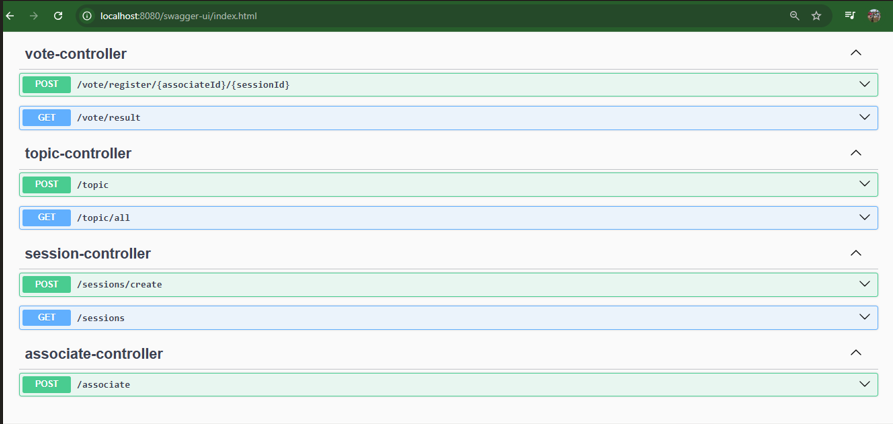 localhost:8080/swagger-ui/index.html
vote-controller
POST /vote/register/{associateId}/{sessionId}
GET /vote/result
topic-controller
POST /topic
GET /topic/all
session-controller
POST /sessions/create
GET /sessions
associate-controller
POST /associate